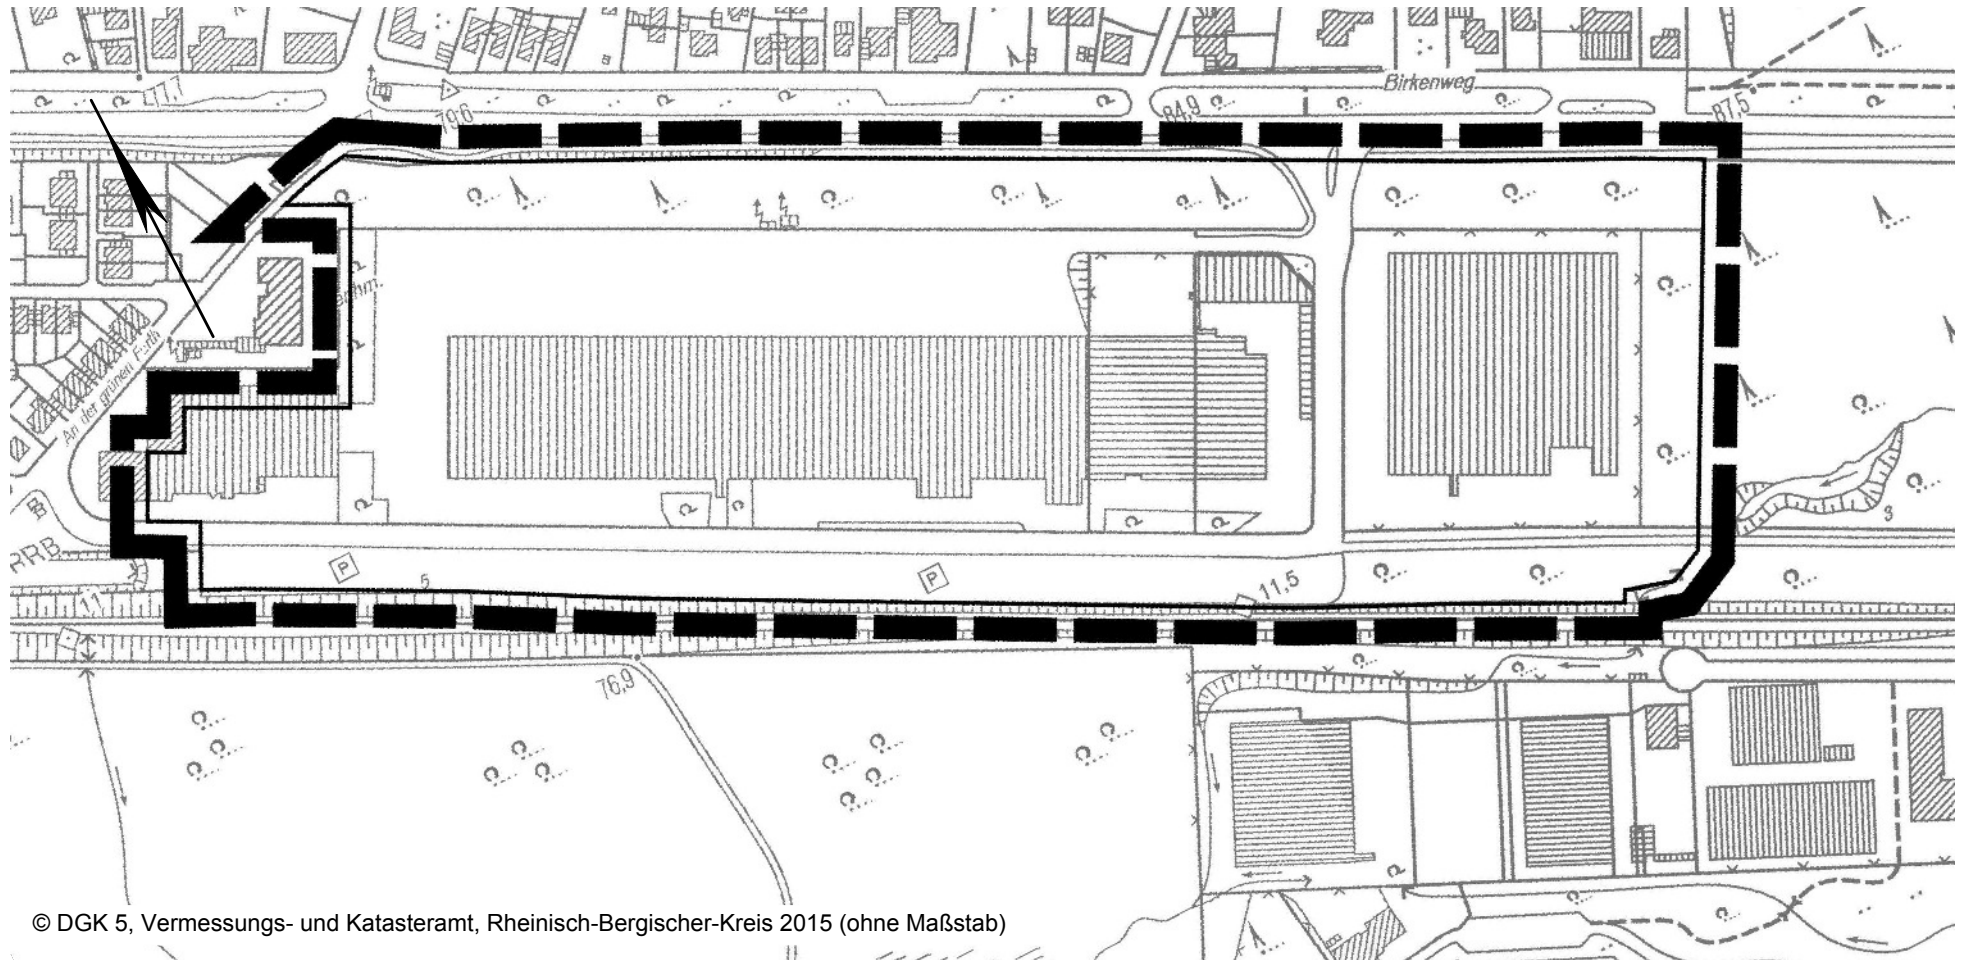 Birkenweg
77,7
79,6
84,9
87,5
An der grünen Furth
RRB
P
P
5
11,5
11
3
76,9
© DGK 5, Vermessungs- und Katasteramt, Rheinisch-Bergischer-Kreis 2015 (ohne Maßstab)